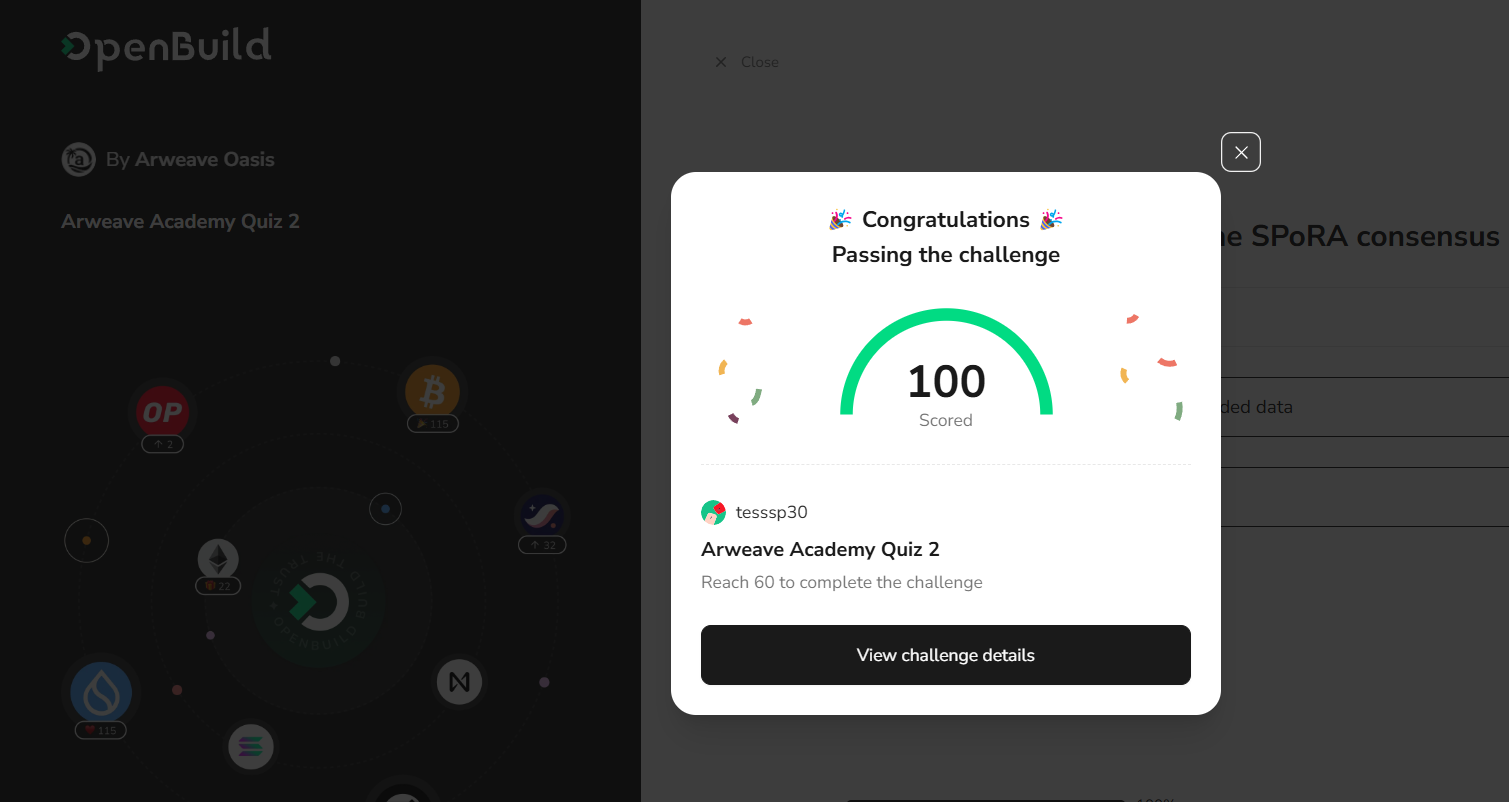 OpenBuild
By Arweave Oasis
Arweave Academy Quiz 2
OP
↑ 2
115
↑ 32
22
BUILD THE TRUST + OPENBUILD
115
× Close
he SPoRA consensus
ded data
🎉 Congratulations 🎉
Passing the challenge
100
Scored
tesssp30
Arweave Academy Quiz 2
Reach 60 to complete the challenge
View challenge details